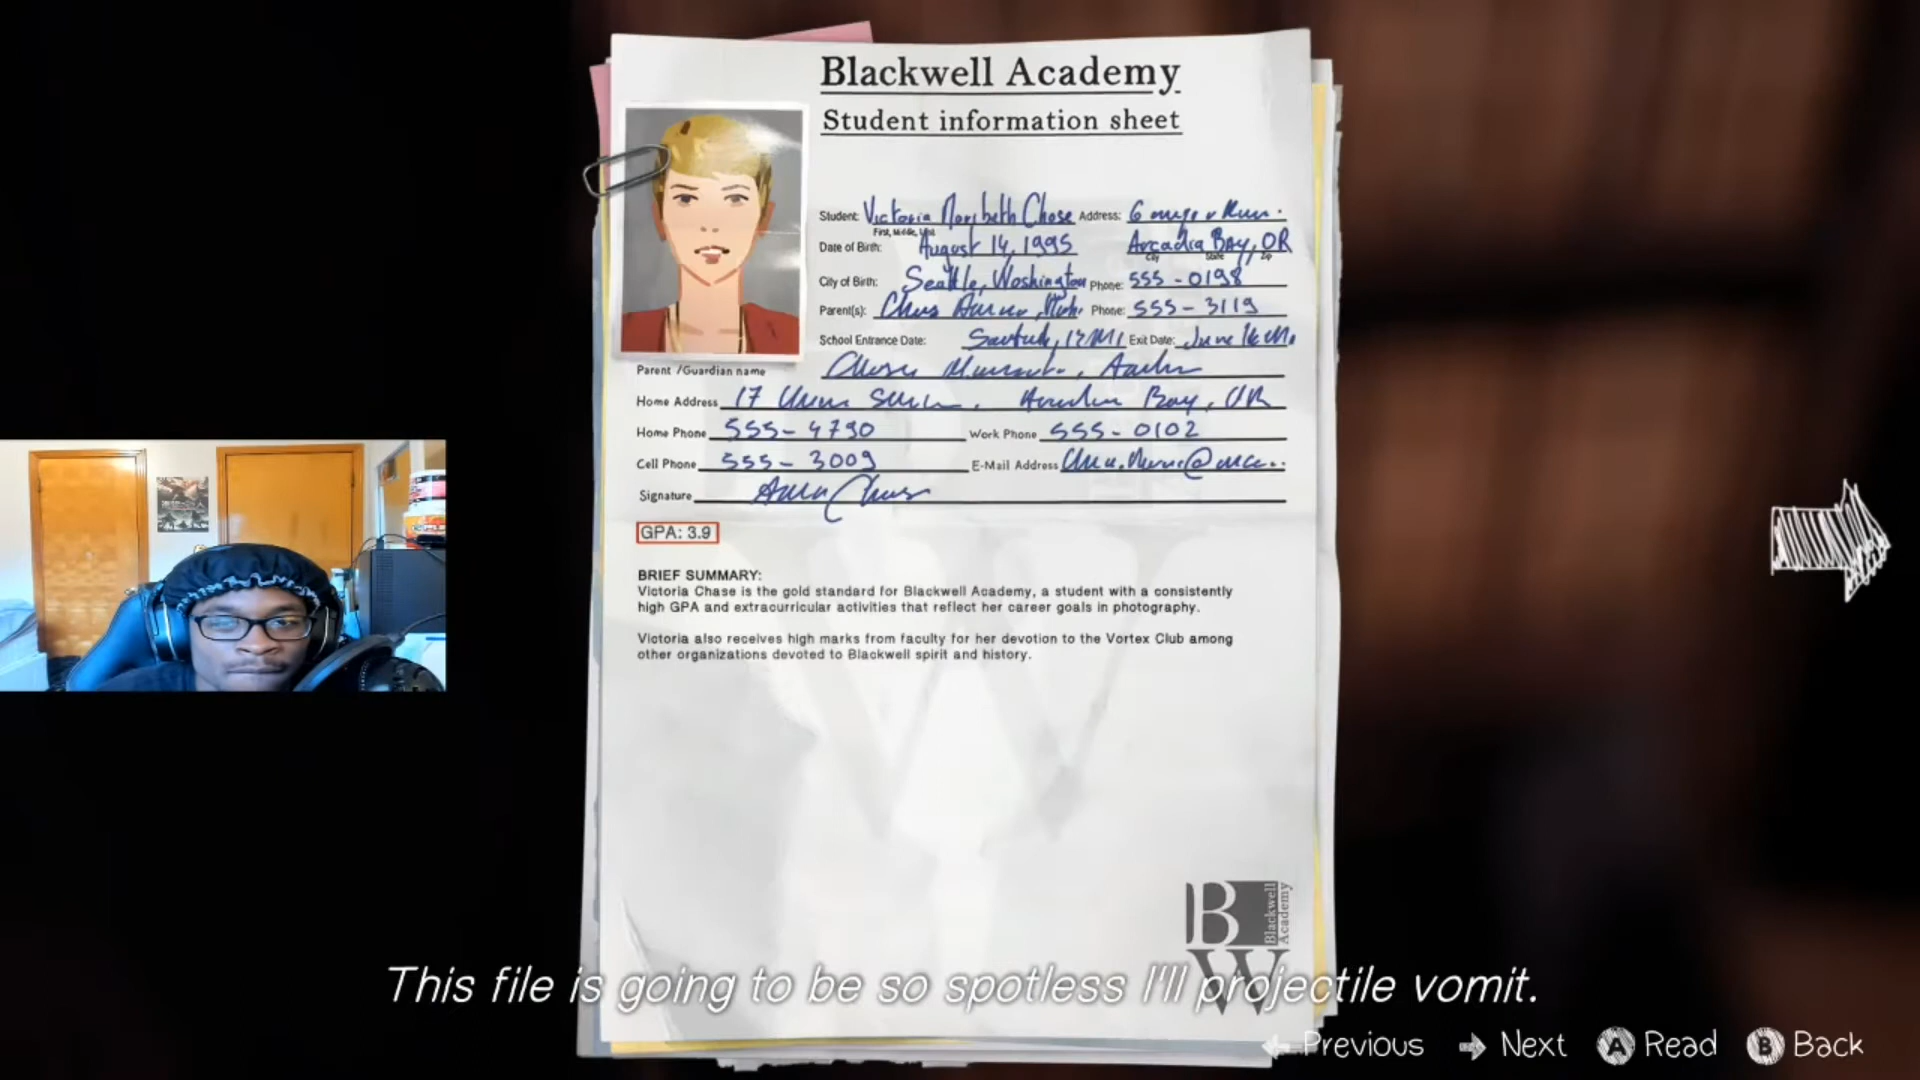 Blackwell Academy
Student information sheet
Student: Victoria Maribeth Chase Address:
First, Middle, Last
Date of Birth: August 14, 1995 Arcadia Bay, OR
City State Zip
City of Birth: Seattle, Washington Phone: 555-0198
Parent(s): Phone: 555-3119
School Entrance Date: Exit Date: June
Parent /Guardian name
Home Address 17 Bay, OR
Home Phone 555-4790 Work Phone 555-0102
Cell Phone 555-3009 E-Mail Address
Signature
GPA: 3.9
BRIEF SUMMARY:
Victoria Chase is the gold standard for Blackwell Academy, a student with a consistently
high GPA and extracurricular activities that reflect her career goals in photography.
Victoria also receives high marks from faculty for her devotion to the Vortex Club among
other organizations devoted to Blackwell spirit and history.
B Blackwell Academy
W
This file is going to be so spotless I'll projectile vomit.
Previous Next A Read B Back